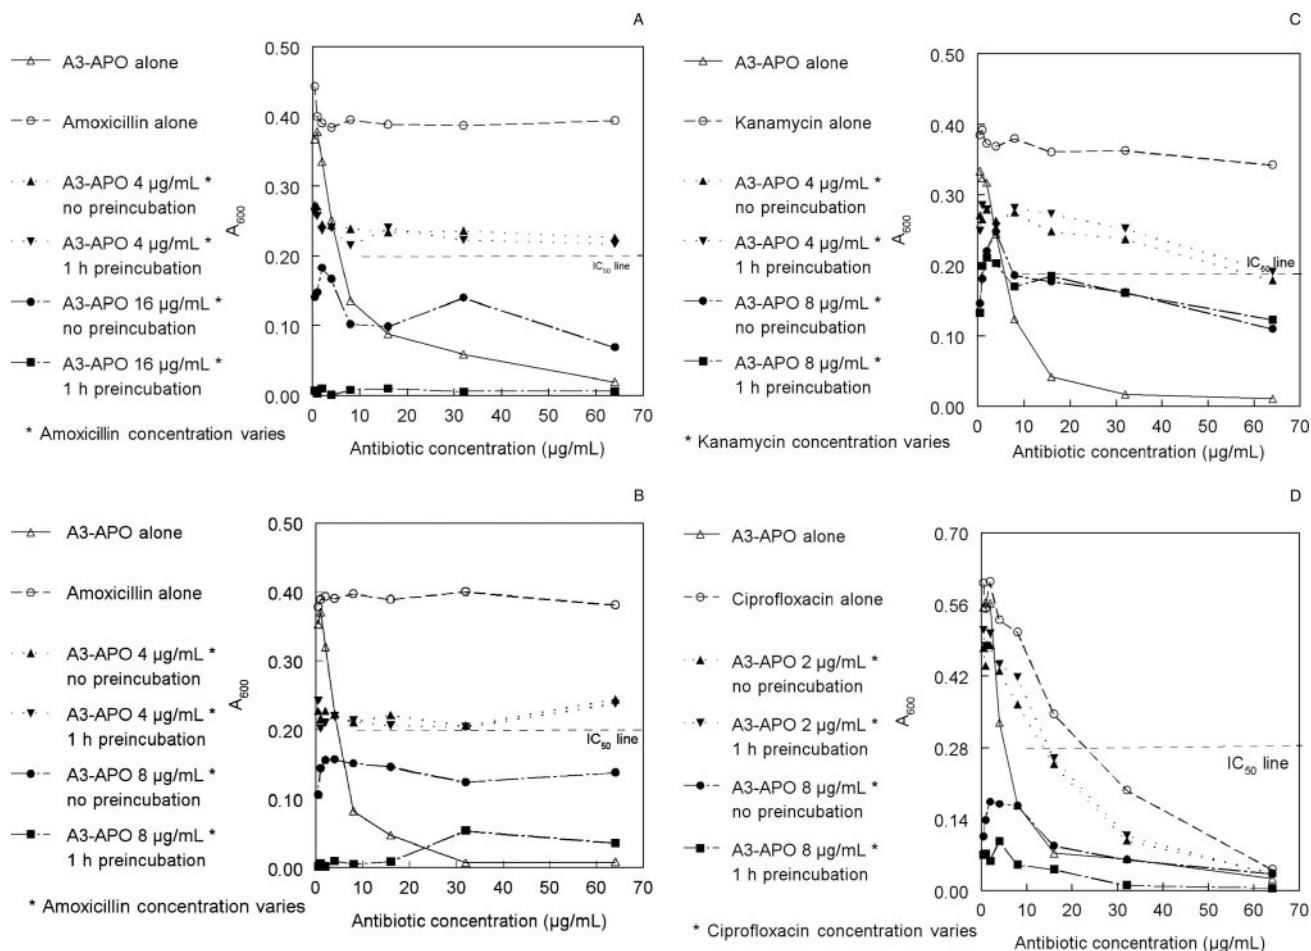 A
A3-APO alone
Amoxicillin alone
A3-APO 4 µg/mL *
no preincubation
A3-APO 4 µg/mL *
1 h preincubation
A3-APO 16 µg/mL *
no preincubation
A3-APO 16 µg/mL *
1 h preincubation
* Amoxicillin concentration varies
A600
0.50
0.40
0.30
0.20
0.10
0.00
IC50 line
0 10 20 30 40 50 60 70
Antibiotic concentration (µg/mL)
C
A3-APO alone
Kanamycin alone
A3-APO 4 µg/mL *
no preincubation
A3-APO 4 µg/mL *
1 h preincubation
A3-APO 8 µg/mL *
no preincubation
A3-APO 8 µg/mL *
1 h preincubation
* Kanamycin concentration varies
A600
0.50
0.40
0.30
0.20
0.10
0.00
IC50 line
0 10 20 30 40 50 60 70
Antibiotic concentration (µg/mL)
B
A3-APO alone
Amoxicillin alone
A3-APO 4 µg/mL *
no preincubation
A3-APO 4 µg/mL *
1 h preincubation
A3-APO 8 µg/mL *
no preincubation
A3-APO 8 µg/mL *
1 h preincubation
* Amoxicillin concentration varies
A600
0.50
0.40
0.30
0.20
0.10
0.00
IC50 line
0 10 20 30 40 50 60 70
Antibiotic concentration (µg/mL)
D
A3-APO alone
Ciprofloxacin alone
A3-APO 2 µg/mL *
no preincubation
A3-APO 2 µg/mL *
1 h preincubation
A3-APO 8 µg/mL *
no preincubation
A3-APO 8 µg/mL *
1 h preincubation
* Ciprofloxacin concentration varies
A600
0.70
0.56
0.42
0.28
0.14
0.00
IC50 line
0 10 20 30 40 50 60 70
Antibiotic concentration (µg/mL)